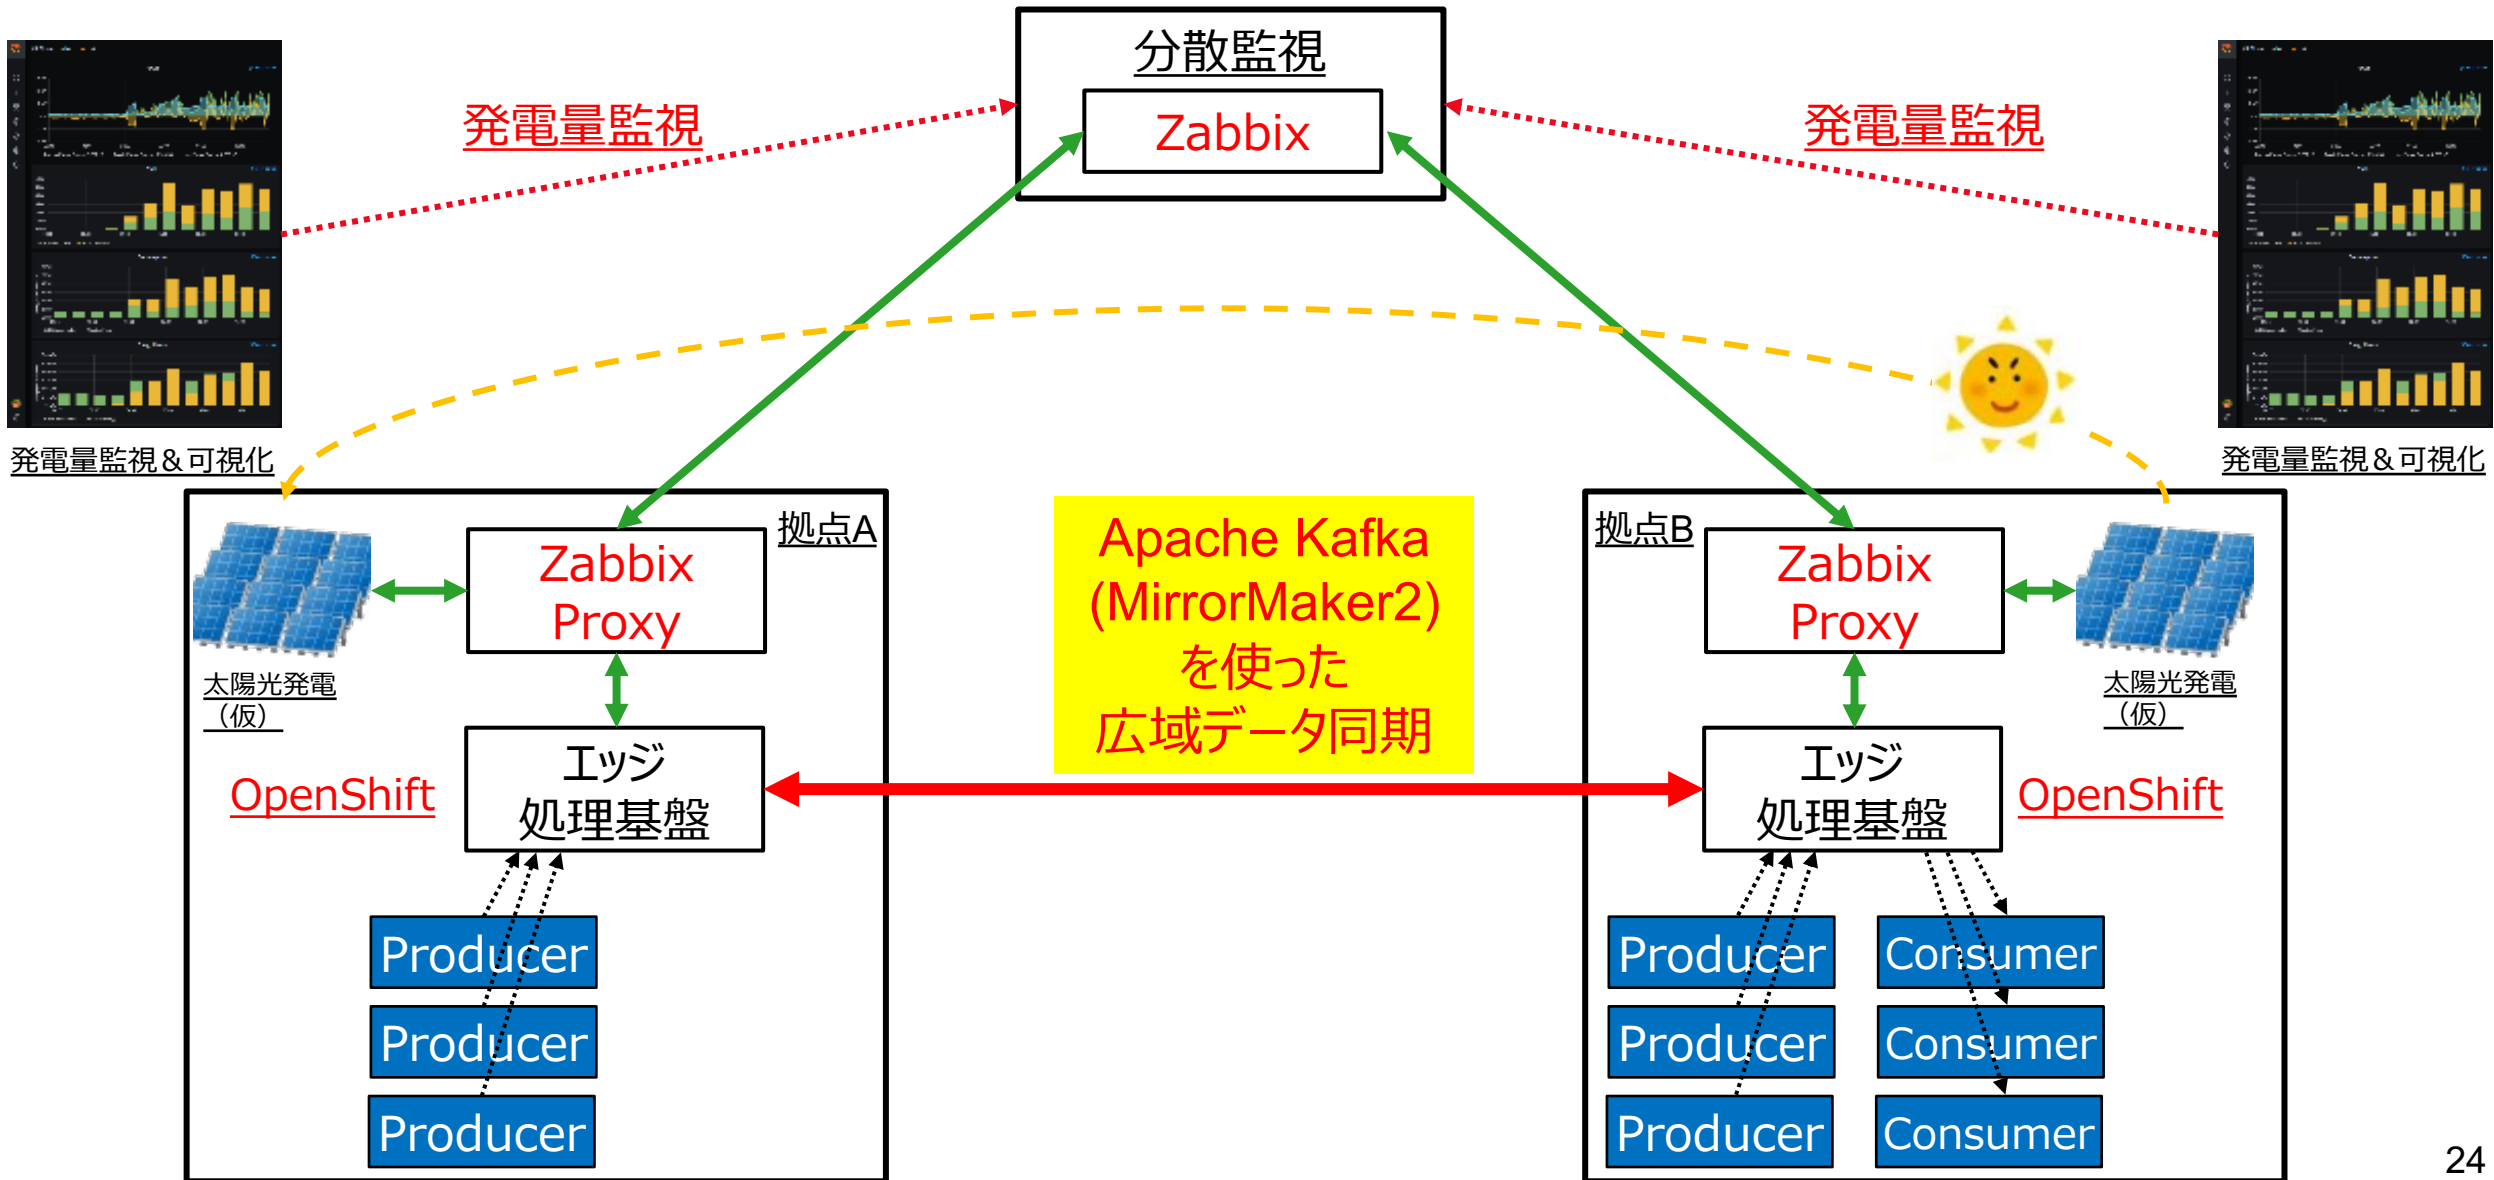 分散監視
Zabbix
発電量監視
発電量監視
発電量監視＆可視化
発電量監視＆可視化
拠点A
Zabbix
Proxy
太陽光発電
（仮）
OpenShift
エッジ
処理基盤
Producer
Producer
Producer
Apache Kafka
(MirrorMaker2)
を使った
広域データ同期
拠点B
Zabbix
Proxy
太陽光発電
（仮）
OpenShift
エッジ
処理基盤
Producer
Consumer
Producer
Consumer
Producer
Consumer
24